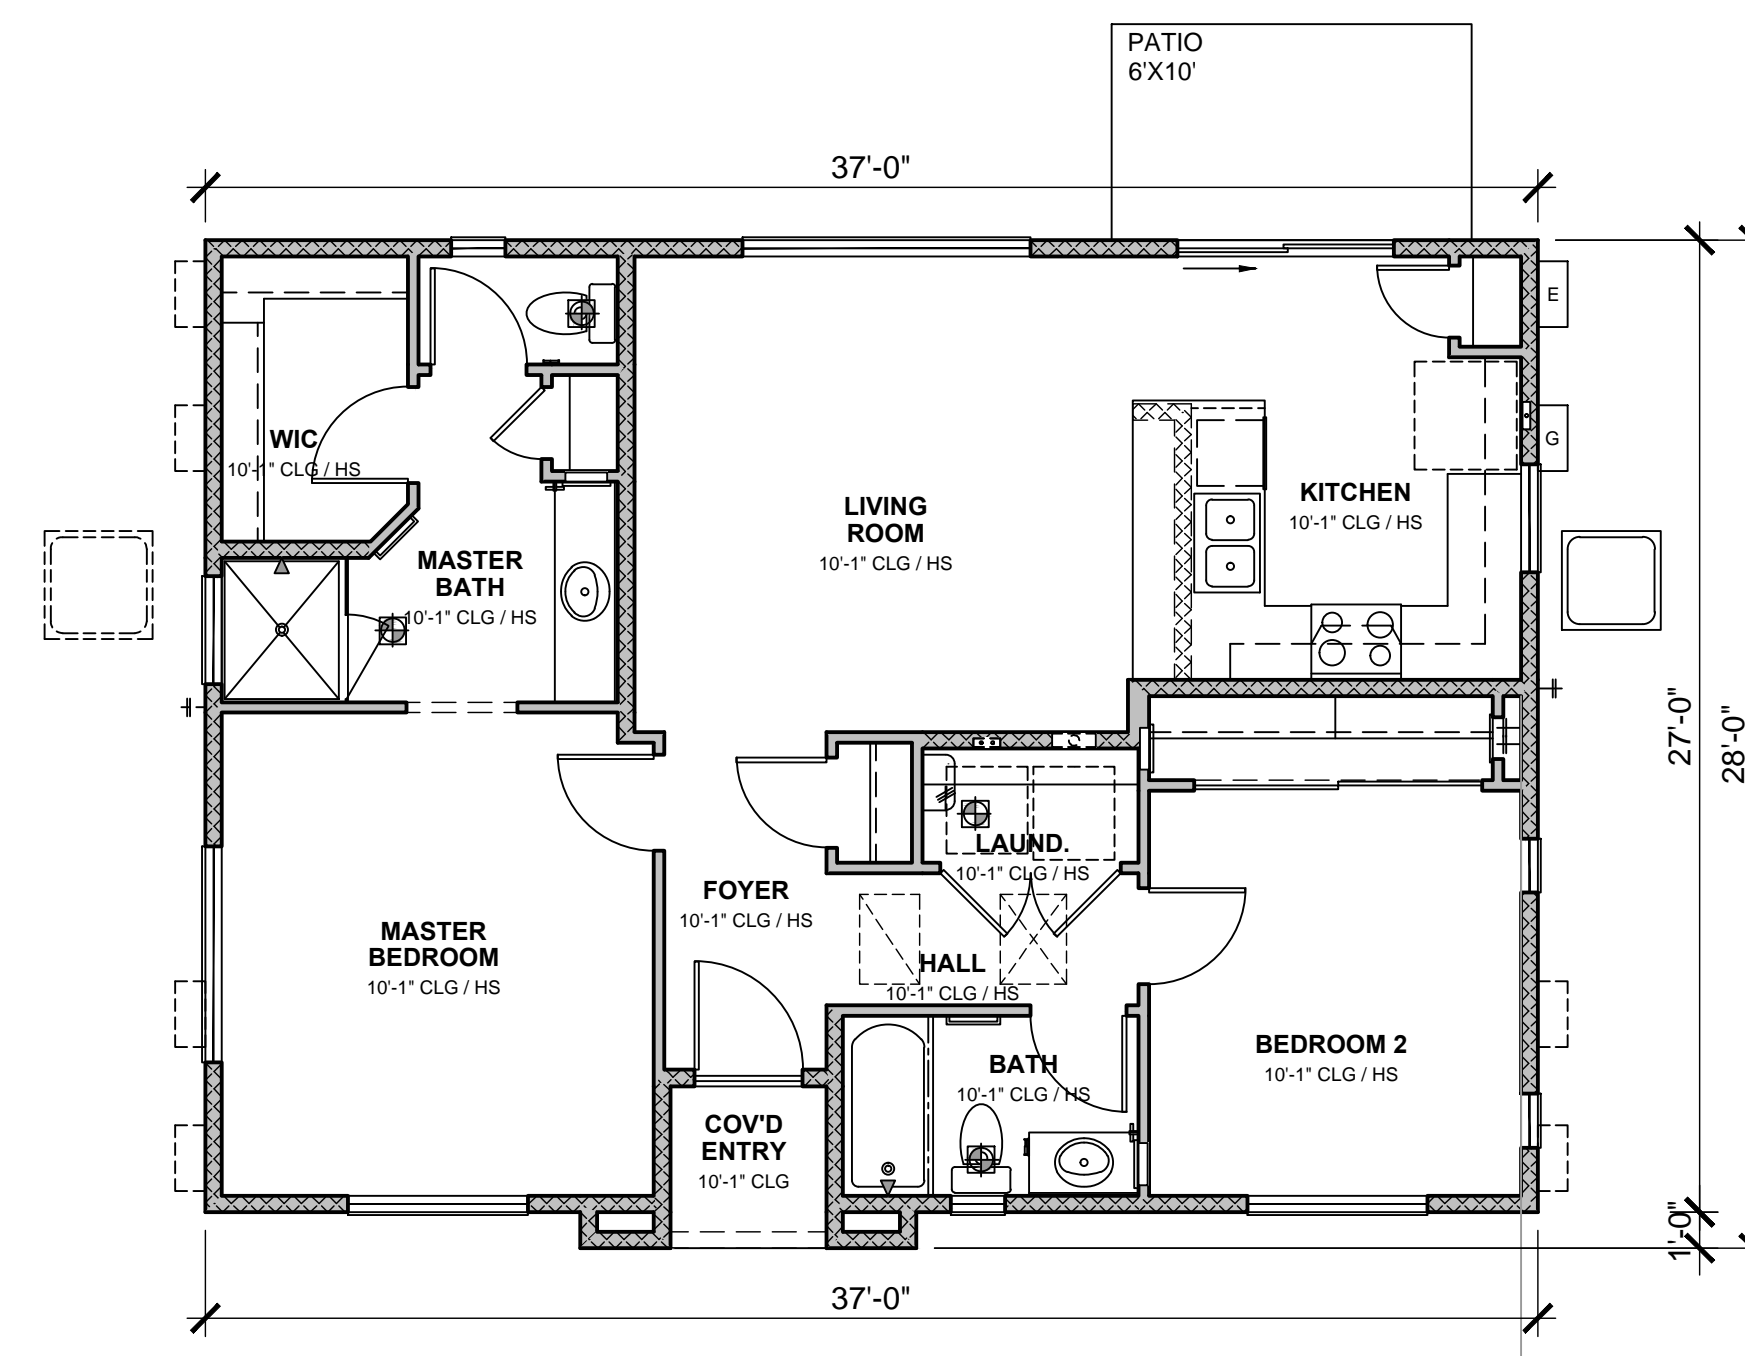 PATIO
6'X10'
37'-0"
E
G
WIC
10'-1" CLG / HS
LIVING
ROOM
10'-1" CLG / HS
KITCHEN
10'-1" CLG / HS
MASTER
BATH
10'-1" CLG / HS
27'-0"
28'-0"
LAUND.
10'-1" CLG / HS
FOYER
10'-1" CLG / HS
MASTER
BEDROOM
10'-1" CLG / HS
HALL
10'-1" CLG / HS
BATH
10'-1" CLG / HS
BEDROOM 2
10'-1" CLG / HS
COV'D
ENTRY
10'-1" CLG
1'-0"
37'-0"